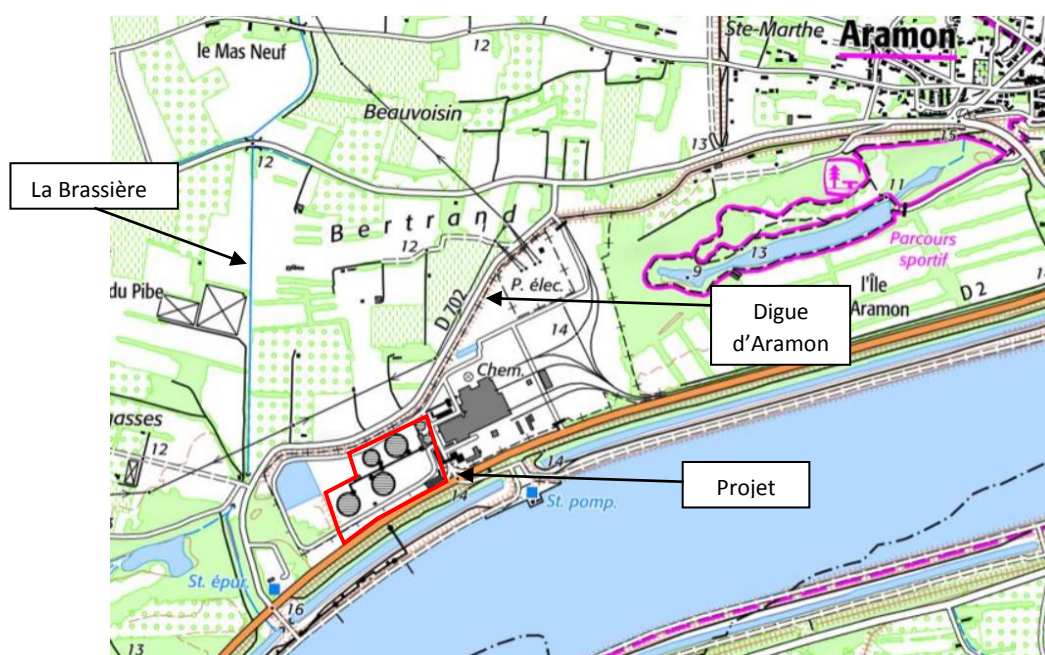 Ste-Marthe
Aramon
le Mas Neuf
12
12
Beauvoisin
13
15
12
La Brassière
11
Bertrand
12
Parcours
sportif
13
9
P. élec.
du Pibe
D 702
l'Île
Aramon
D 2
Digue
d'Aramon
14
Chem.
gasses
12
14
14
Projet
St. pomp.
St. épur.
16
13